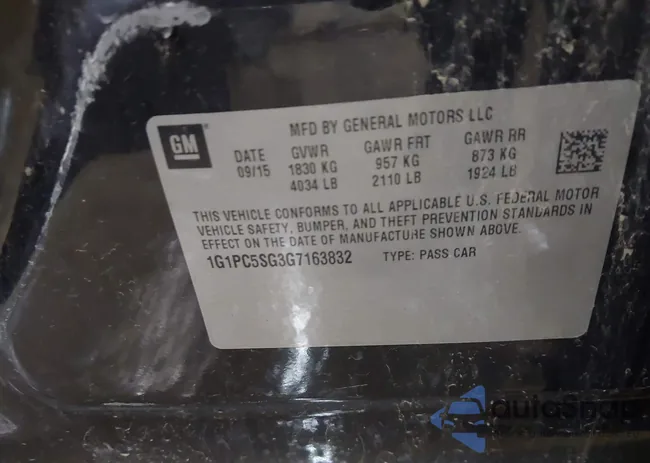 GM
MFD BY GENERAL MOTORS LLC
DATE GVWR GAWR FRT GAWR RR
09/15 1830 KG 957 KG 873 KG
4034 LB 2110 LB 1924 LB
THIS VEHICLE CONFORMS TO ALL APPLICABLE U.S. FEDERAL MOTOR
VEHICLE SAFETY, BUMPER, AND THEFT PREVENTION STANDARDS IN
EFFECT ON THE DATE OF MANUFACTURE SHOWN ABOVE.
1G1PC5SG3G7163832 TYPE: PASS CAR